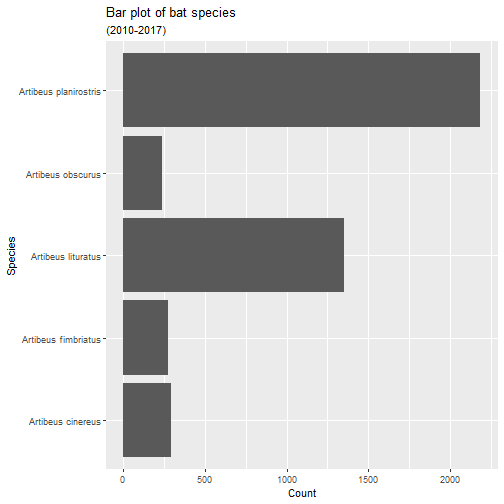 Bar plot of bat species
(2010-2017)
Species
Artibeus planirostris
Artibeus obscurus
Artibeus lituratus
Artibeus fimbriatus
Artibeus cinereus
0 500 1000 1500 2000
Count